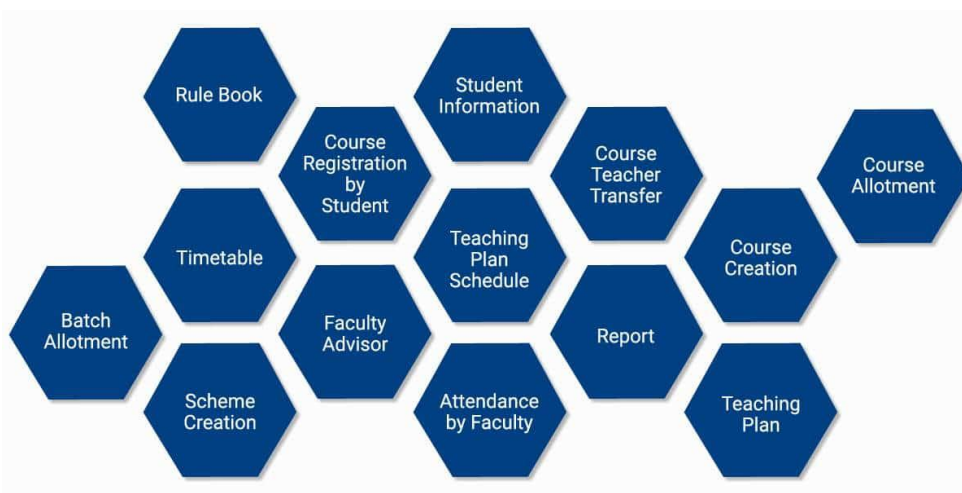 Rule Book
Student
Information
Course
Registration
by
Student
Course
Teacher
Transfer
Course
Allotment
Timetable
Teaching
Plan
Schedule
Course
Creation
Batch
Allotment
Faculty
Advisor
Report
Scheme
Creation
Attendance
by Faculty
Teaching
Plan